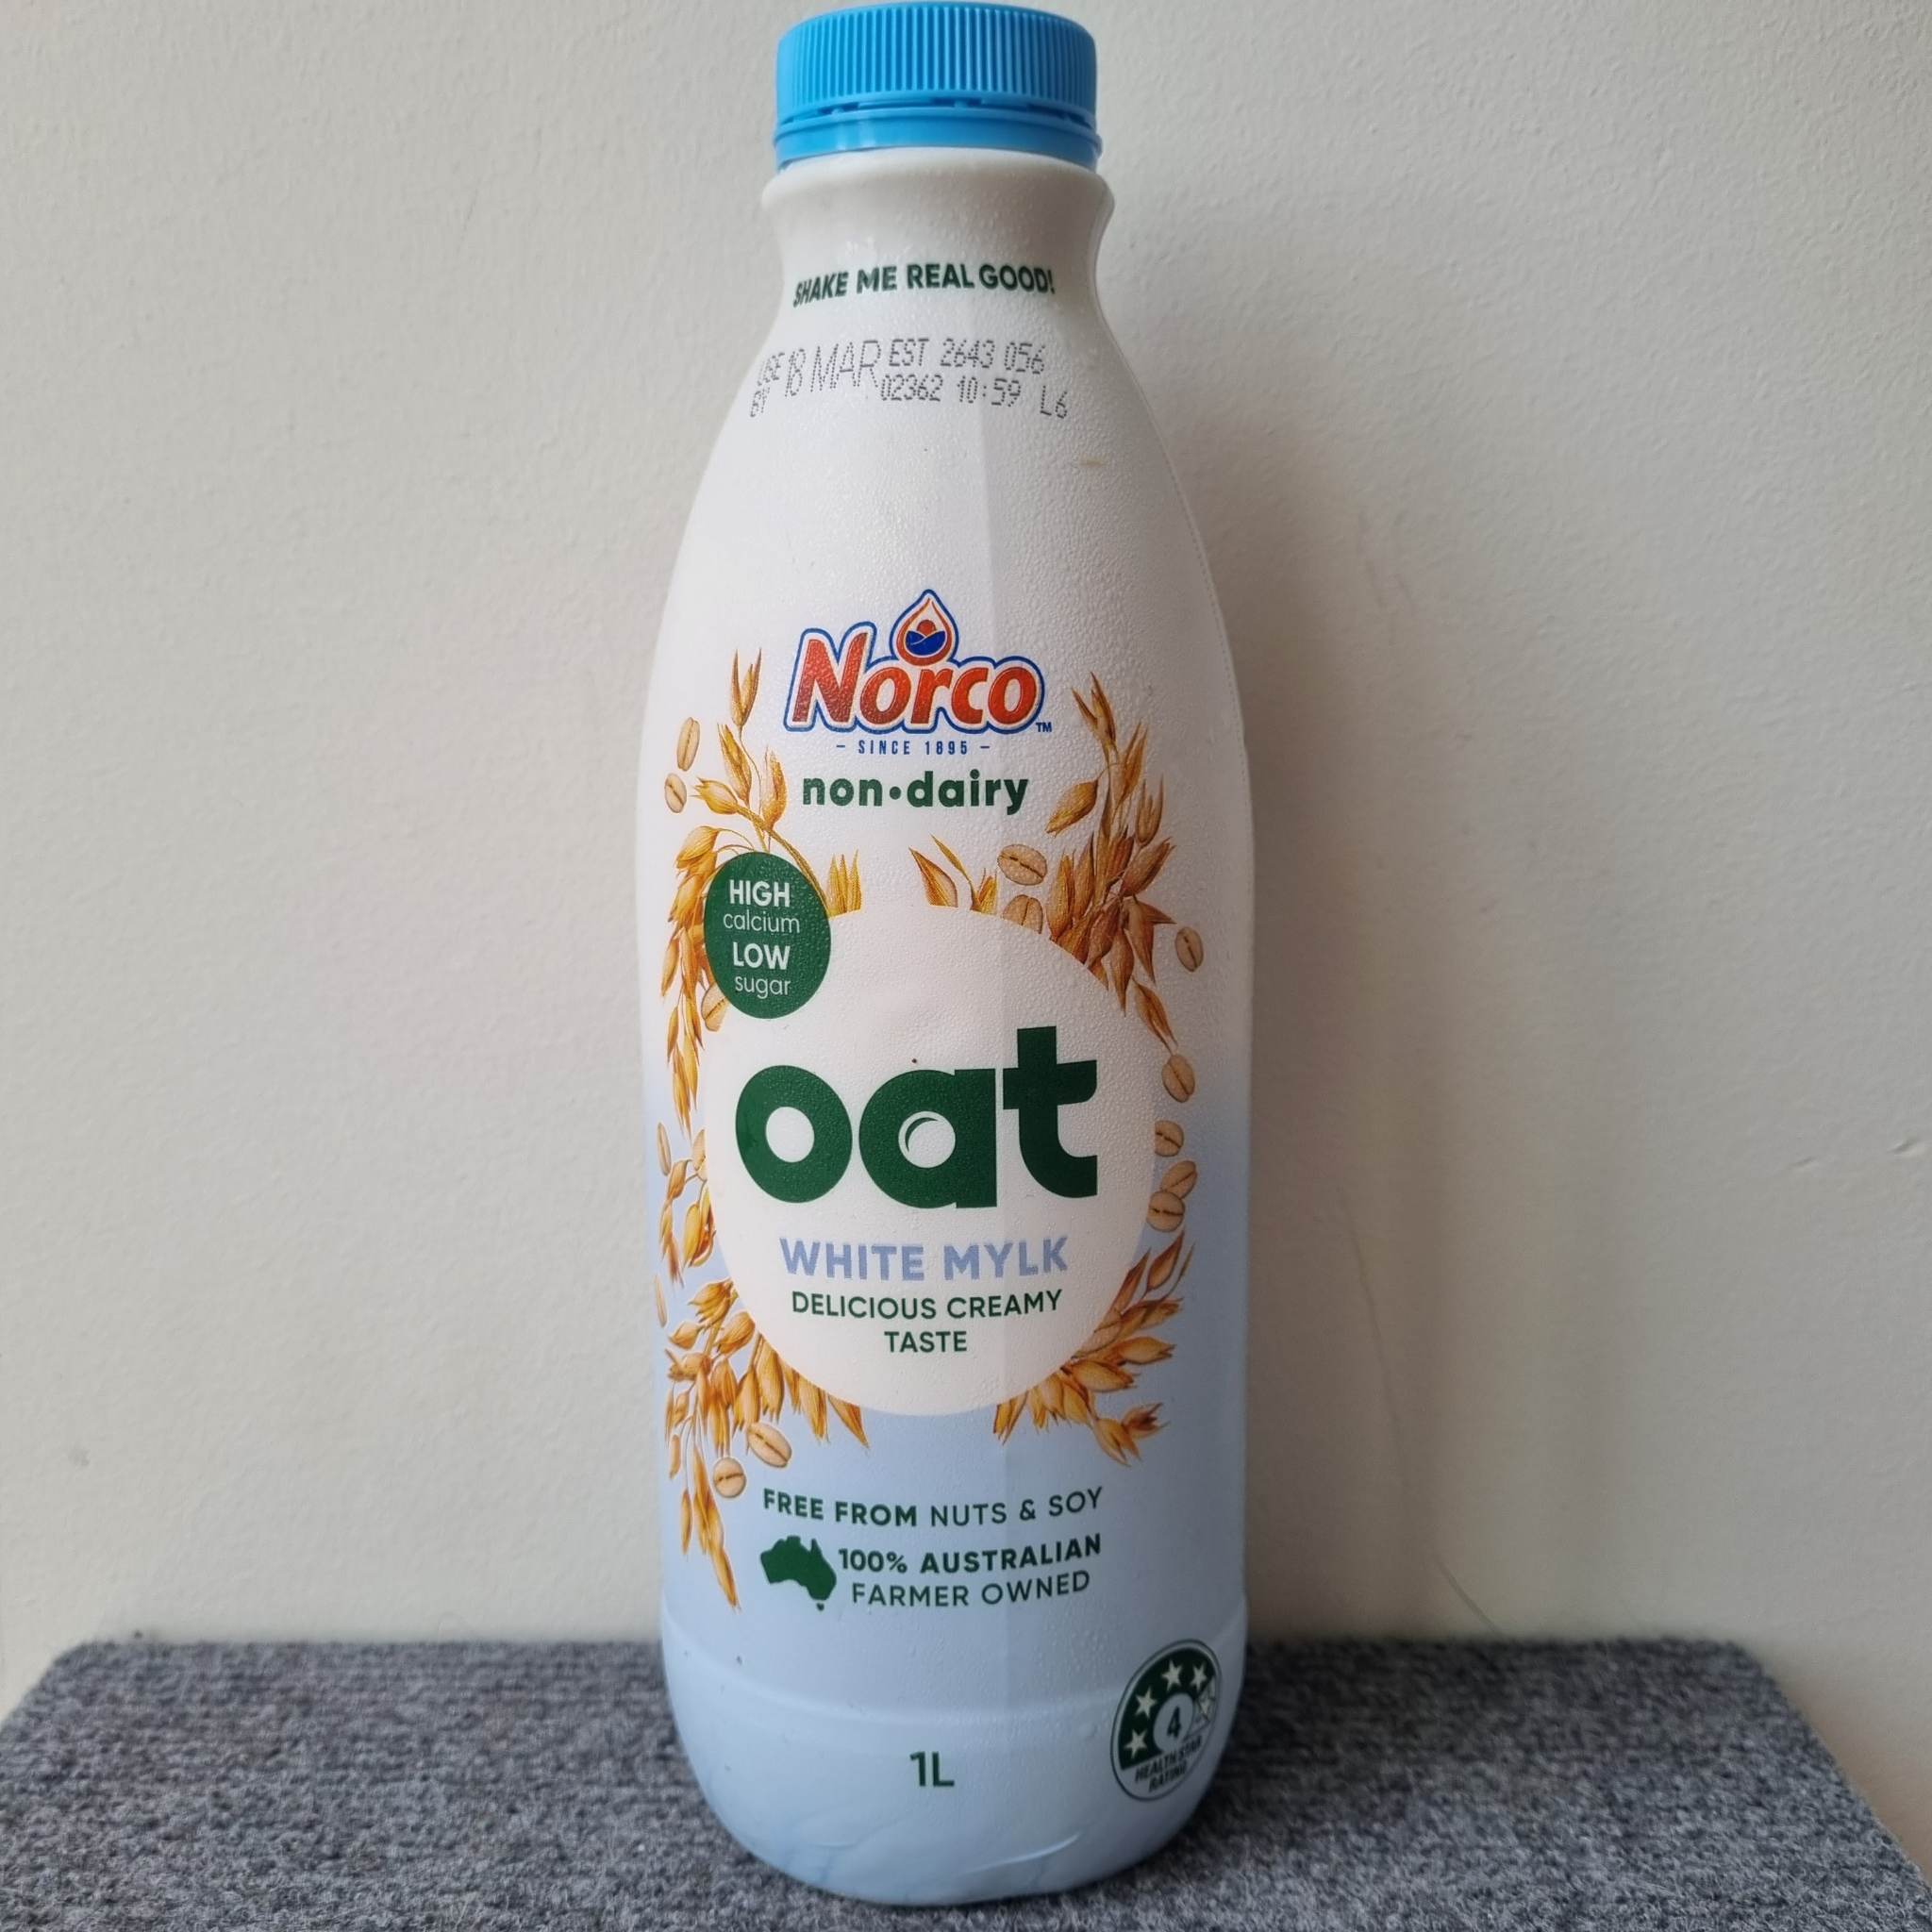 SHAKE ME REAL GOOD!
USE BY 18 MAR EST 2643 056
02362 10:59 L6
Norco TM
- SINCE 1895 -
non•dairy
HIGH
calcium
LOW
sugar
oat
WHITE MYLK
DELICIOUS CREAMY
TASTE
FREE FROM NUTS & SOY
100% AUSTRALIAN
FARMER OWNED
1L
4
HEALTH STAR
RATING